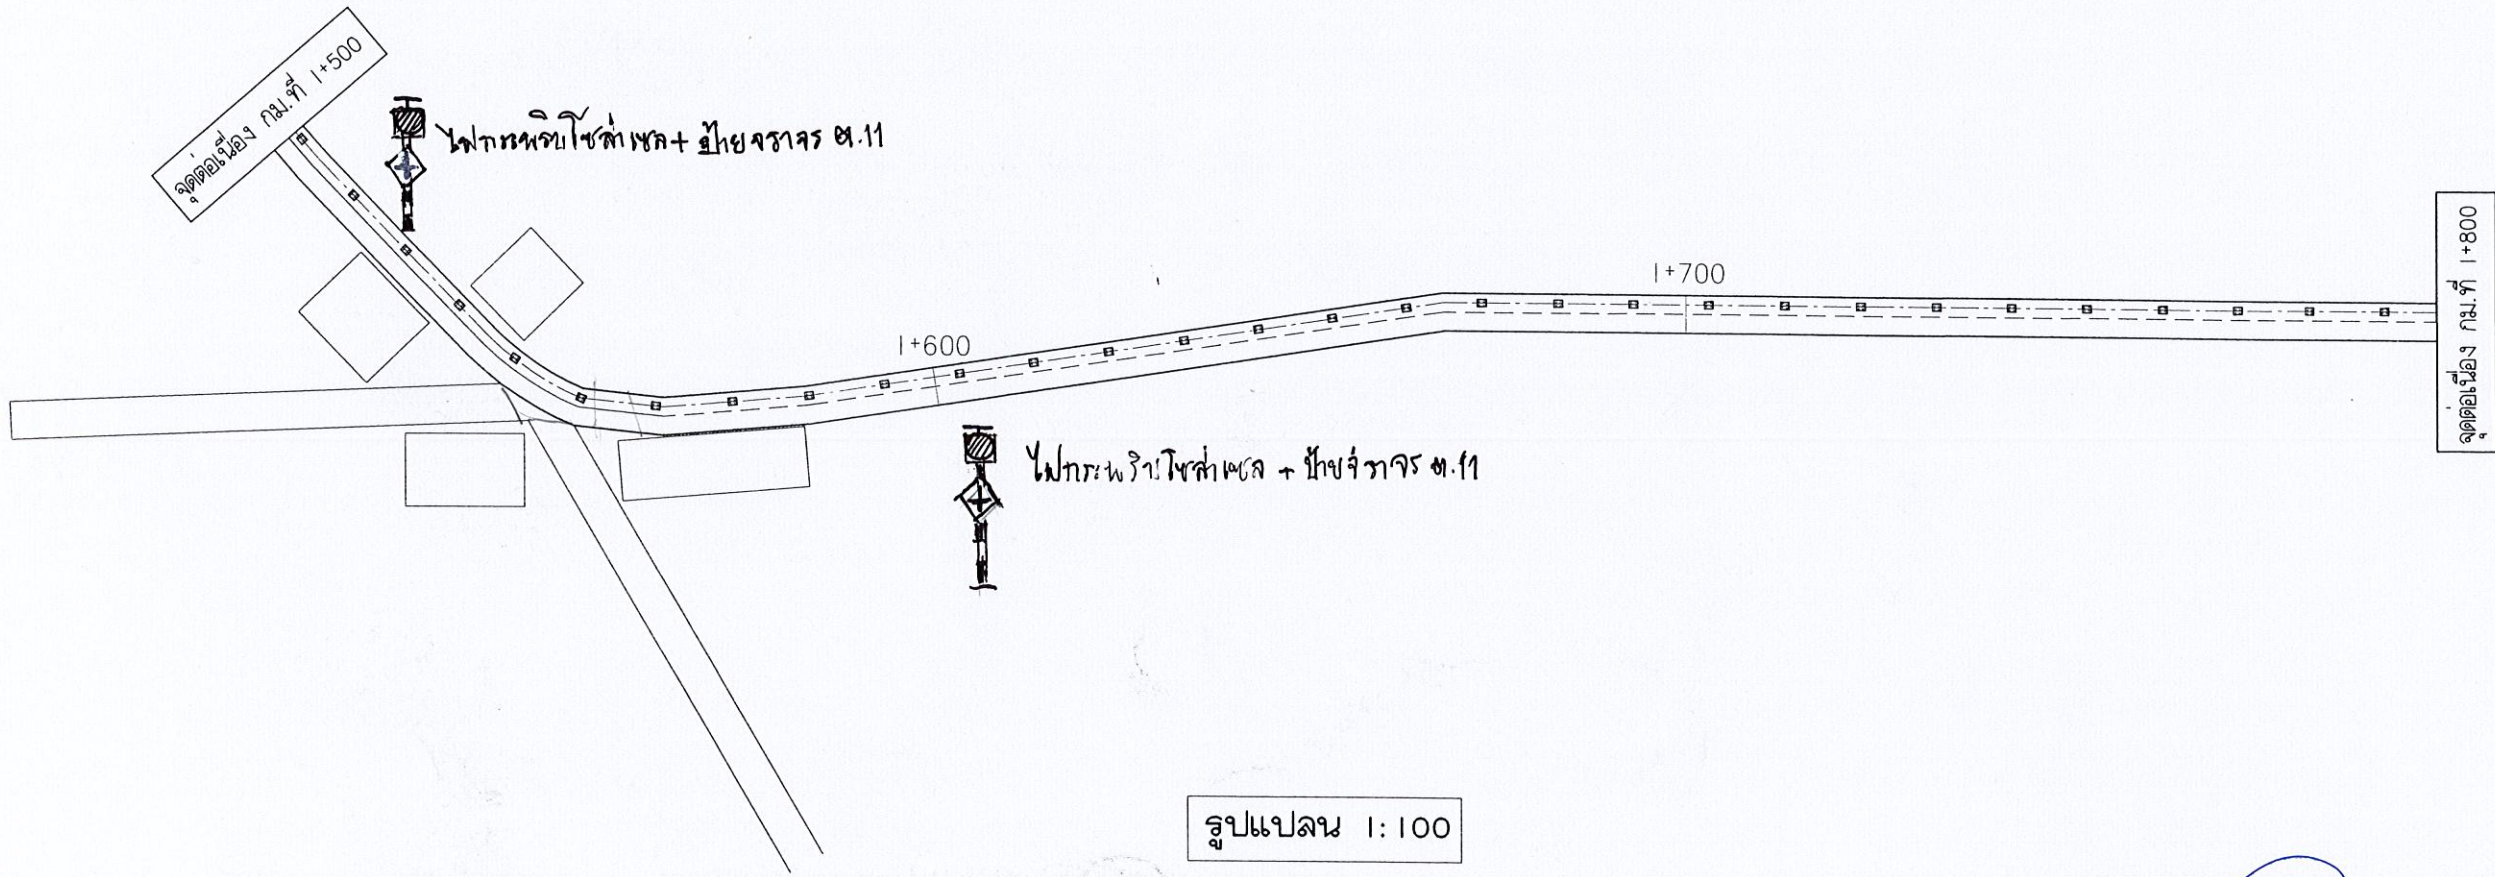 จุดต่อเนื่อง กม.ที่ 1+500
ไฟกระพริบโซล่าเซล + ป้ายจราจร ต.11
1+600
1+700
จุดต่อเนื่อง กม.ที่ 1+800
ไฟกระพริบโซล่าเซล + ป้ายจราจร ต.11
รูปแปลน 1:100